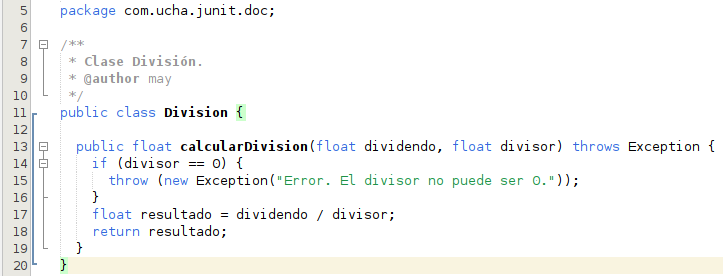 5 package com.ucha.junit.doc;
6
7 /**
8 * Clase División.
9 * @author may
10 */
11 public class Division {
12
13 public float calcularDivision(float dividendo, float divisor) throws Exception {
14 if (divisor == 0) {
15 throw (new Exception("Error. El divisor no puede ser 0."));
16 }
17 float resultado = dividendo / divisor;
18 return resultado;
19 }
20 }